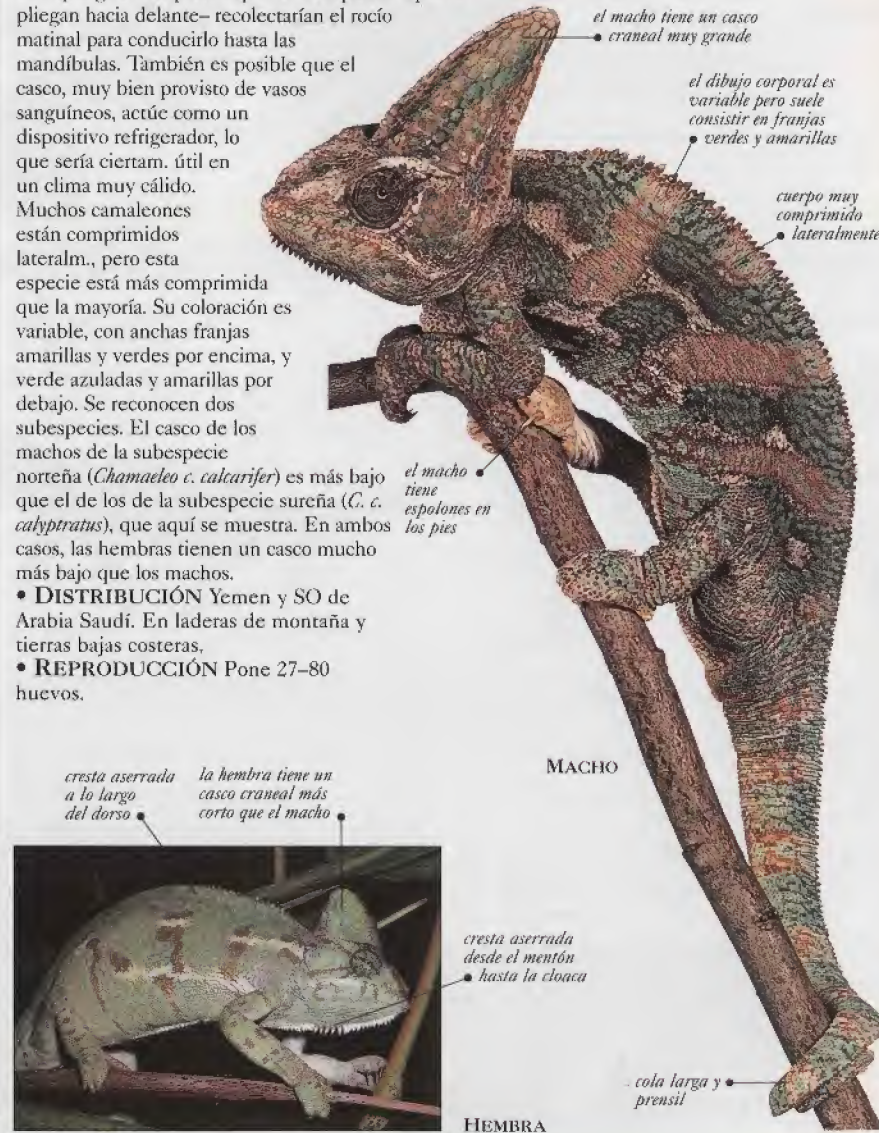 pliegan hacia delante– recolectarían el rocío
matinal para conducirlo hasta las
mandíbulas. También es posible que el
casco, muy bien provisto de vasos
sanguíneos, actúe como un
dispositivo refrigerador, lo
que sería ciertam. útil en
un clima muy cálido.
Muchos camaleones
están comprimidos
lateralm., pero esta
especie está más comprimida
que la mayoría. Su coloración es
variable, con anchas franjas
amarillas y verdes por encima, y
verde azuladas y amarillas por
debajo. Se reconocen dos
subespecies. El casco de los
machos de la subespecie
norteña (Chamaeleo c. calcarifer) es más bajo
que el de los de la subespecie sureña (C. c.
calyptratus), que aquí se muestra. En ambos
casos, las hembras tienen un casco mucho
más bajo que los machos.
• DISTRIBUCIÓN Yemen y SO de
Arabia Saudí. En laderas de montaña y
tierras bajas costeras.
• REPRODUCCIÓN Pone 27–80
huevos.
el macho tiene un casco
craneal muy grande
el dibujo corporal es
variable pero suele
consistir en franjas
verdes y amarillas
cuerpo muy
comprimido
lateralmente
el macho
tiene
espolones en
los pies
MACHO
cresta aserrada
a lo largo
del dorso
la hembra tiene un
casco craneal más
corto que el macho
cresta aserrada
desde el mentón
hasta la cloaca
cola larga y
prensil
HEMBRA